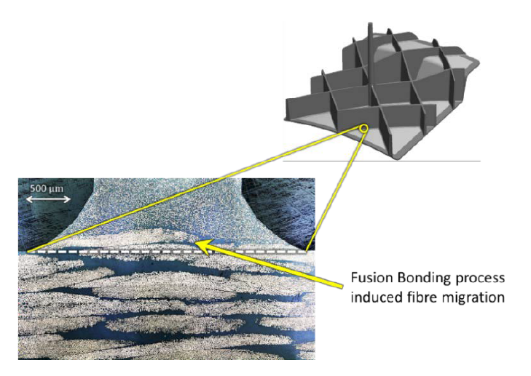 500 µm
Fusion Bonding process
induced fibre migration